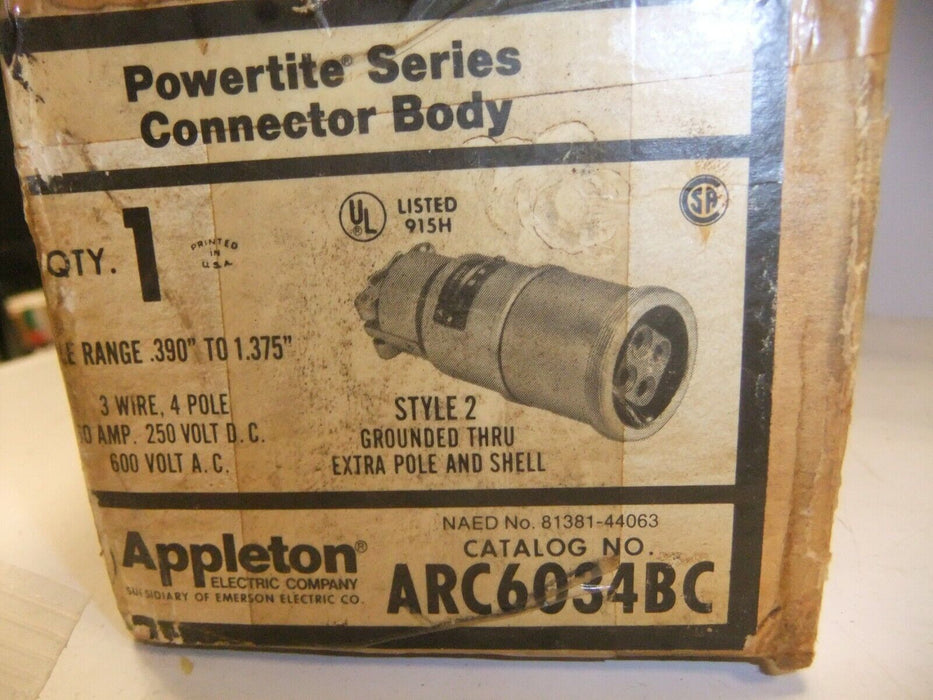 Powertite® Series
Connector Body
QTY. 1
PRINTED
IN
U.S.A
UL ®
LISTED
915H
SA
RANGE .390" TO 1.375"
3 WIRE, 4 POLE
AMP. 250 VOLT D.C.
600 VOLT A.C.
STYLE 2
GROUNDED THRU
EXTRA POLE AND SHELL
NAED No. 81381-44063
CATALOG NO.
ARC6034BC
Appleton®
ELECTRIC COMPANY
SUBSIDIARY OF EMERSON ELECTRIC CO.